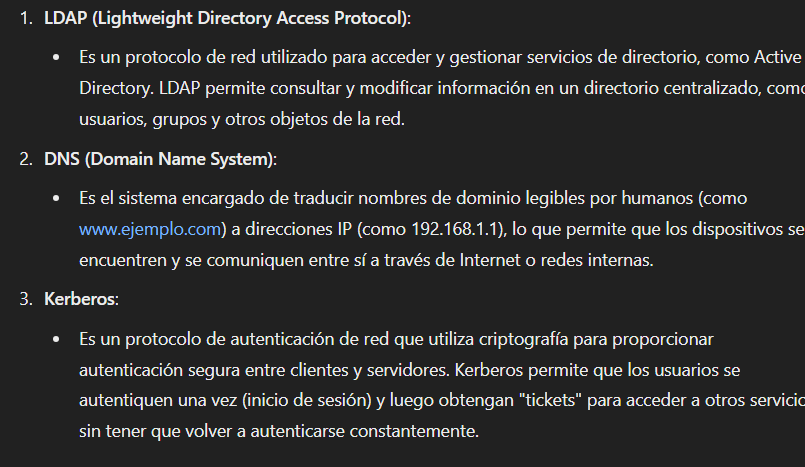 1. LDAP (Lightweight Directory Access Protocol):
• Es un protocolo de red utilizado para acceder y gestionar servicios de directorio, como Active
Directory. LDAP permite consultar y modificar información en un directorio centralizado, como
usuarios, grupos y otros objetos de la red.
2. DNS (Domain Name System):
• Es el sistema encargado de traducir nombres de dominio legibles por humanos (como
www.ejemplo.com) a direcciones IP (como 192.168.1.1), lo que permite que los dispositivos se
encuentren y se comuniquen entre sí a través de Internet o redes internas.
3. Kerberos:
• Es un protocolo de autenticación de red que utiliza criptografía para proporcionar
autenticación segura entre clientes y servidores. Kerberos permite que los usuarios se
autentiquen una vez (inicio de sesión) y luego obtengan "tickets" para acceder a otros servicio
sin tener que volver a autenticarse constantemente.